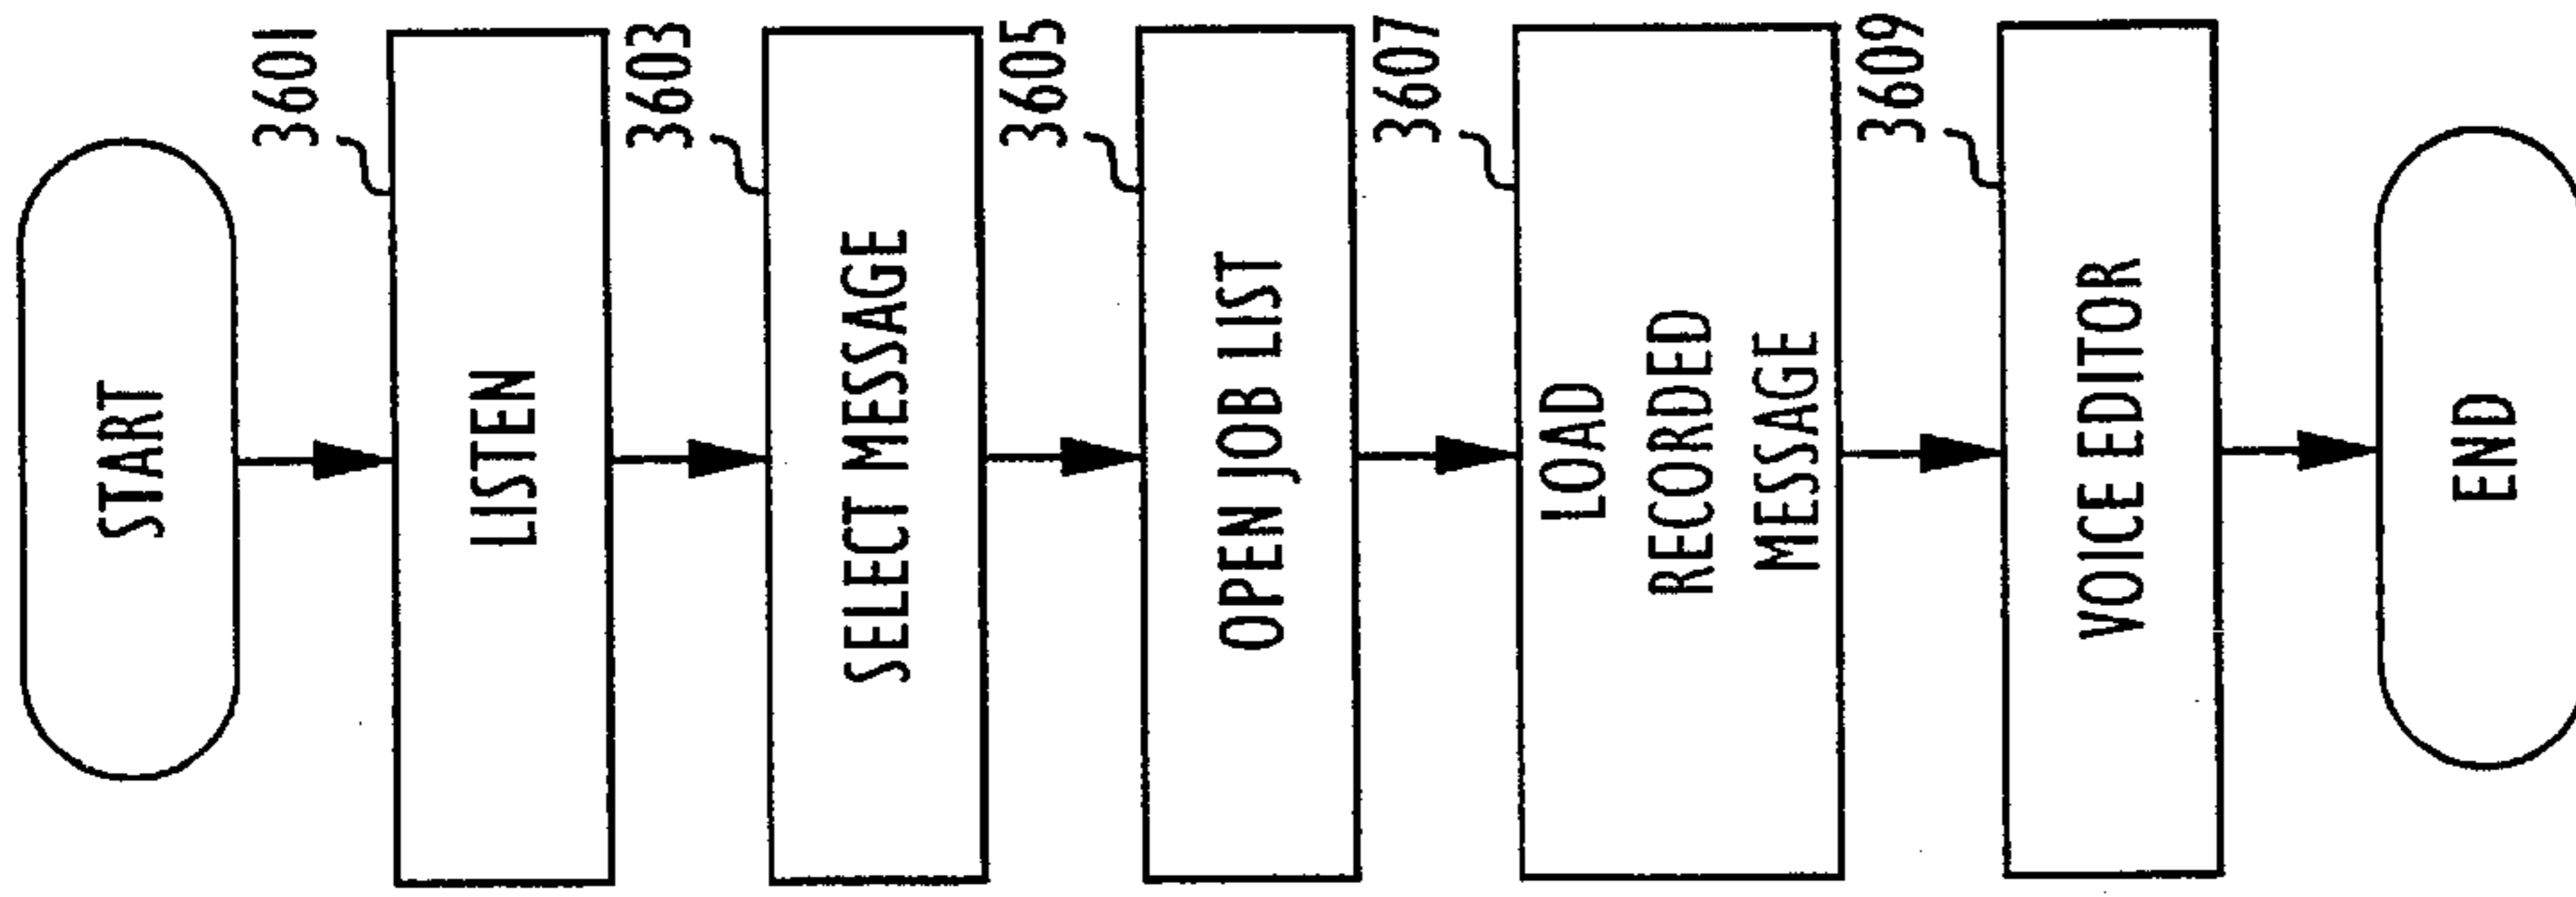 START
3601
LISTEN
3603
SELECT MESSAGE
3605
OPEN JOB LIST
3607
LOAD
RECORDED
MESSAGE
3609
VOICE EDITOR
END